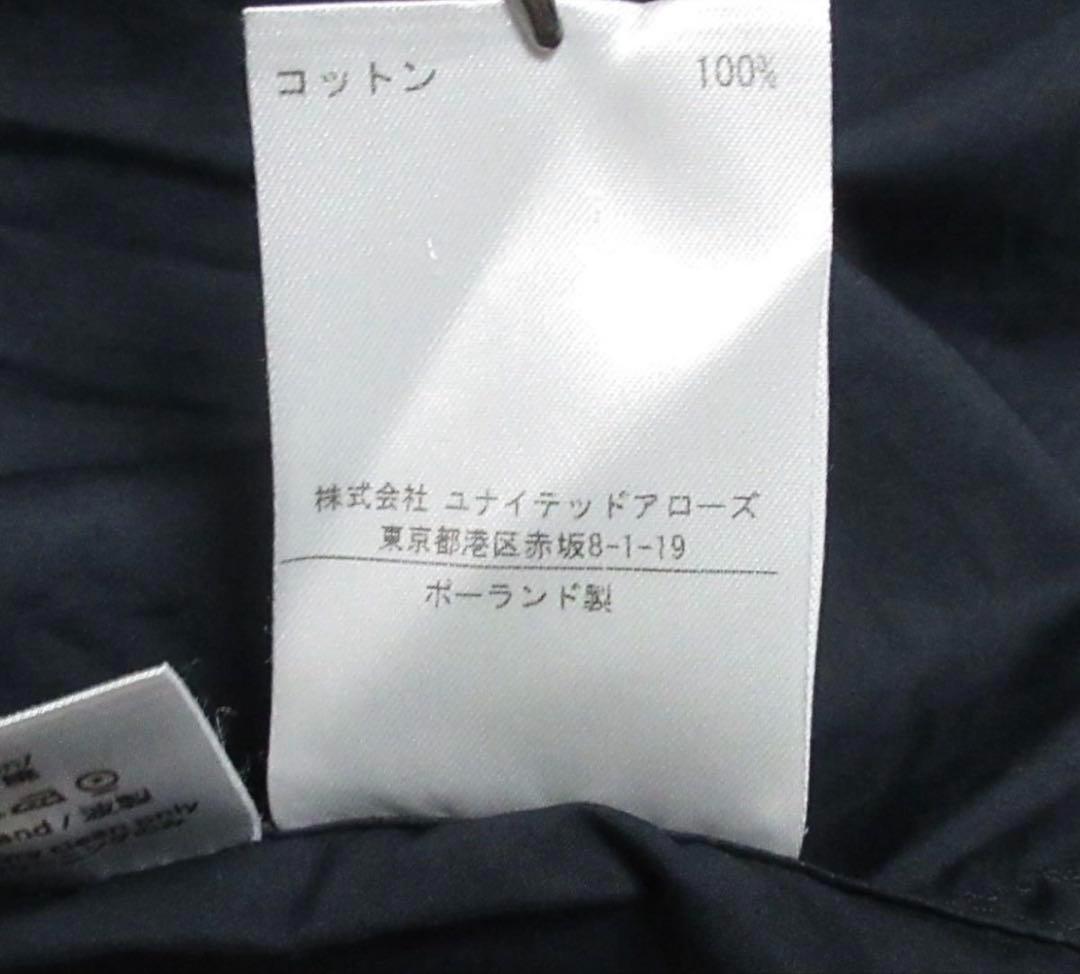 コットン 100%
株式会社 ユナイテッドアローズ
東京都港区赤坂8-1-19
ポーランド製